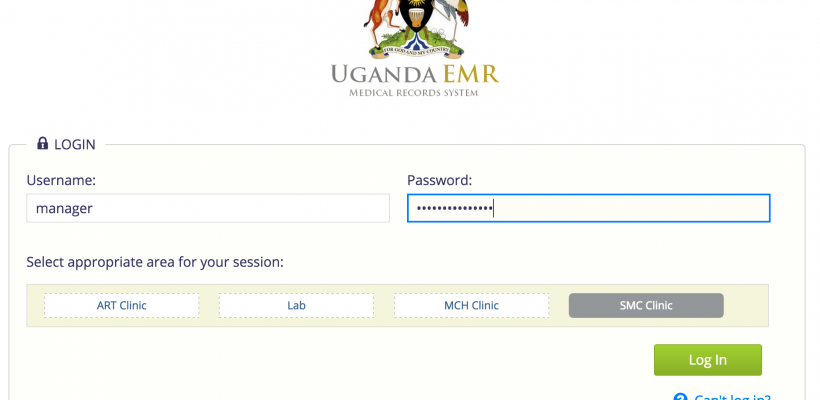 FOR GOD AND MY COUNTRY
UGANDA EMR
MEDICAL RECORDS SYSTEM
LOGIN
Username:
Password:
manager
•••••••••••••••
Select appropriate area for your session:
ART Clinic
Lab
MCH Clinic
SMC Clinic
Log In
Can't log in?